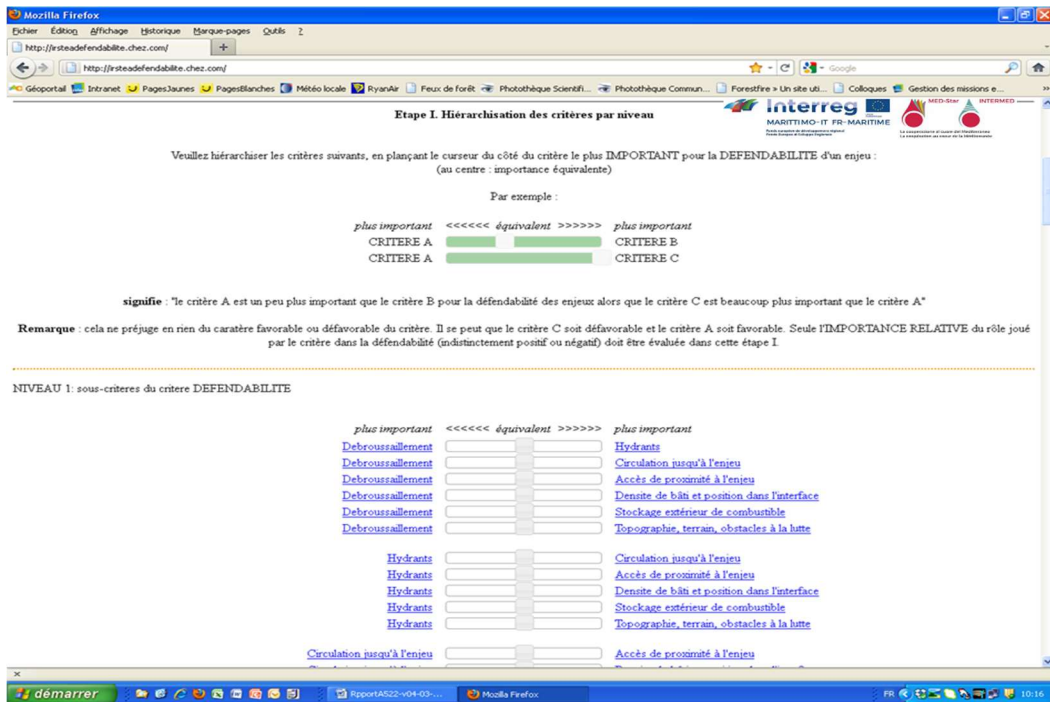 Mozilla Firefox
Fichier Édition Affichage Historique Marque-pages Outils ?
http://irsteadefendabilite.chez.com/ +
http://irsteadefendabilite.chez.com/ Google
Géoportail Intranet PagesJaunes PagesBlanches Météo locale RyanAir Feux de forêt Photothèque Scientifi... Photothèque Commun... Forestfire » Un site uti... Colloques Gestion des missions e... »
Interreg
MARITTIMO-IT FR-MARITIME
MED-Star INTERMED
Etape I. Hiérarchisation des critères par niveau
Veuillez hiérarchiser les critères suivants, en plançant le curseur du côté du critère le plus IMPORTANT pour la DEFENDABILITE d'un enjeu :
(au centre : importance équivalente)
Par exemple :
plus important <<<<<< équivalent >>>>>> plus important
CRITERE A CRITERE B
CRITERE A CRITERE C
signifie : "le critère A est un peu plus important que le critère B pour la défendabilité des enjeux alors que le critère C est beaucoup plus important que le critère A"
Remarque : cela ne préjuge en rien du caratère favorable ou défavorable du critère. Il se peut que le critère C soit défavorable et le critère A soit favorable. Seule l'IMPORTANCE RELATIVE du rôle joué
par le critère dans la défendabilité (indistinctement positif ou négatif) doit être évaluée dans cette étape I.
NIVEAU 1: sous-criteres du critere DEFENDABILITE
plus important <<<<<< équivalent >>>>>> plus important
Debroussaillement Hydrants
Debroussaillement Circulation jusqu'à l'enjeu
Debroussaillement Accès de proximité à l'enjeu
Debroussaillement Densite de bâti et position dans l'interface
Debroussaillement Stockage extérieur de combustible
Debroussaillement Topographie, terrain, obstacles à la lutte
Hydrants Circulation jusqu'à l'enjeu
Hydrants Accès de proximité à l'enjeu
Hydrants Densite de bâti et position dans l'interface
Hydrants Stockage extérieur de combustible
Hydrants Topographie, terrain, obstacles à la lutte
Circulation jusqu'à l'enjeu Accès de proximité à l'enjeu
démarrer RpportA522-v04-03-... Mozilla Firefox FR 10:16